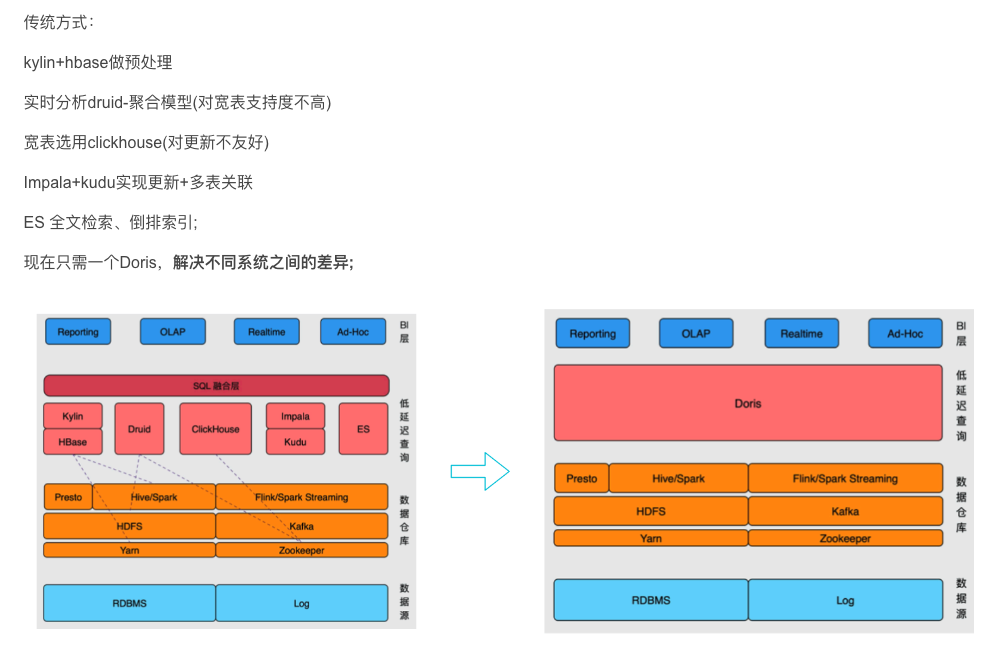 传统方式：
kylin+hbase做预处理
实时分析druid-聚合模型(对宽表支持度不高)
宽表选用clickhouse(对更新不友好)
Impala+kudu实现更新+多表关联
ES 全文检索、倒排索引;
现在只需一个Doris，解决不同系统之间的差异;
Reporting OLAP Realtime Ad-Hoc BI层
SQL 融合层
Kylin HBase Druid ClickHouse Impala Kudu ES 低延迟查询
Presto Hive/Spark Flink/Spark Streaming 数据仓库
HDFS Kafka
Yarn Zookeeper
RDBMS Log 数据源
Reporting OLAP Realtime Ad-Hoc BI层
Doris 低延迟查询
Presto Hive/Spark Flink/Spark Streaming 数据仓库
HDFS Kafka
Yarn Zookeeper
RDBMS Log 数据源